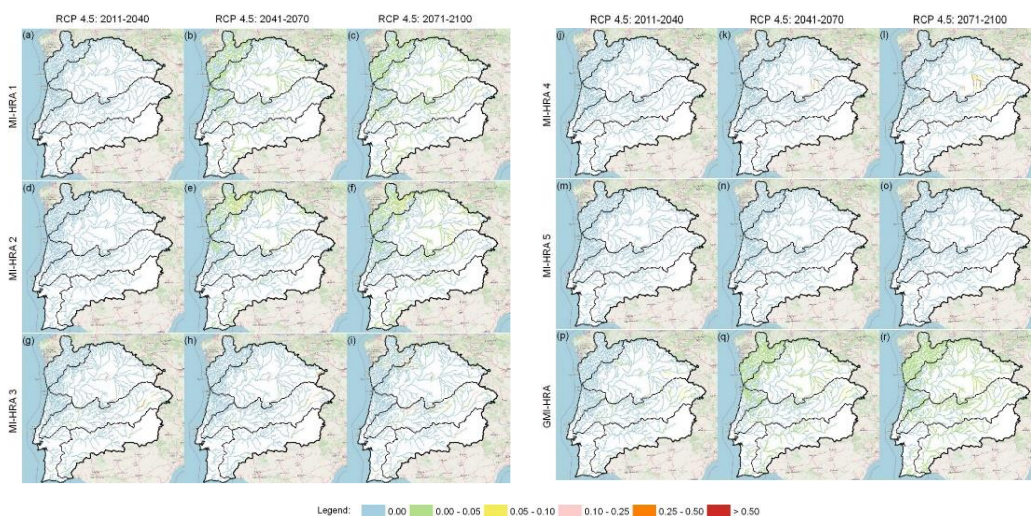 RCP 4.5: 2011-2040 RCP 4.5: 2041-2070 RCP 4.5: 2071-2100
MI-HRA 1
(a) (b) (c)
MI-HRA 2
(d) (e) (f)
MI-HRA 3
(g) (h) (i)
RCP 4.5: 2011-2040 RCP 4.5: 2041-2070 RCP 4.5: 2071-2100
MI-HRA 4
(j) (k) (l)
MI-HRA 5
(m) (n) (o)
GMI-HRA
(p) (q) (r)
Legend: 0.00 0.00 - 0.05 0.05 - 0.10 0.10 - 0.25 0.25 - 0.50 > 0.50